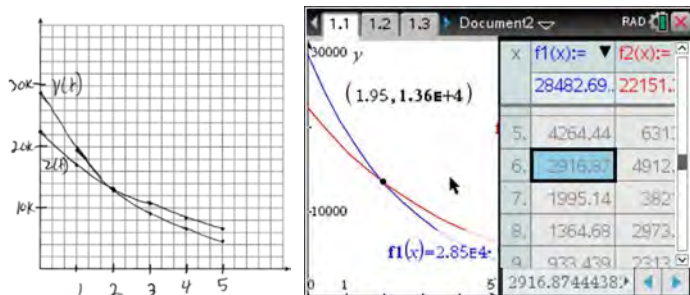 30K
y(t)
20K
z(t)
10K
1 2 3 4 5
1.1 1.2 1.3 Document2 RAD
30000 y
(1.95, 1.36E+4)
10000
f1(x)=2.85E4·
0 1 5
x f1(x):= ▼ f2(x):=
28482.69.. 22151.
5. 4264.44 631
6. 2916.87 4912.
7. 1995.14 382
8. 1364.68 2973.
9. 933.439 2313.
2916.8744438